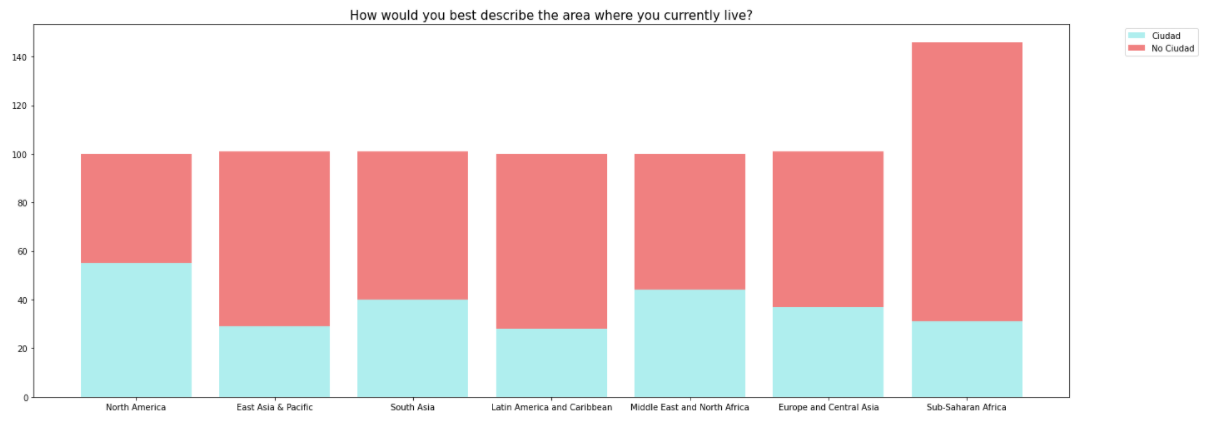 How would you best describe the area where you currently live?
Ciudad
No Ciudad
140
120
100
80
60
40
20
0
North America
East Asia & Pacific
South Asia
Latin America and Caribbean
Middle East and North Africa
Europe and Central Asia
Sub-Saharan Africa